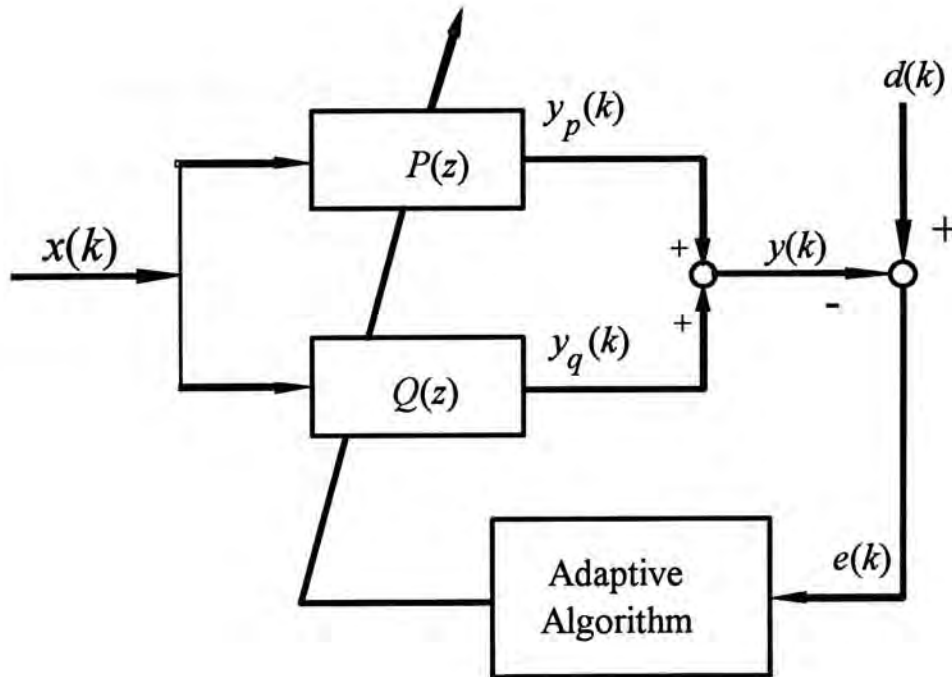 d(k)
y_p(k)
P(z)
x(k)
+
+
y(k)
-
+
y_q(k)
Q(z)
e(k)
Adaptive
Algorithm